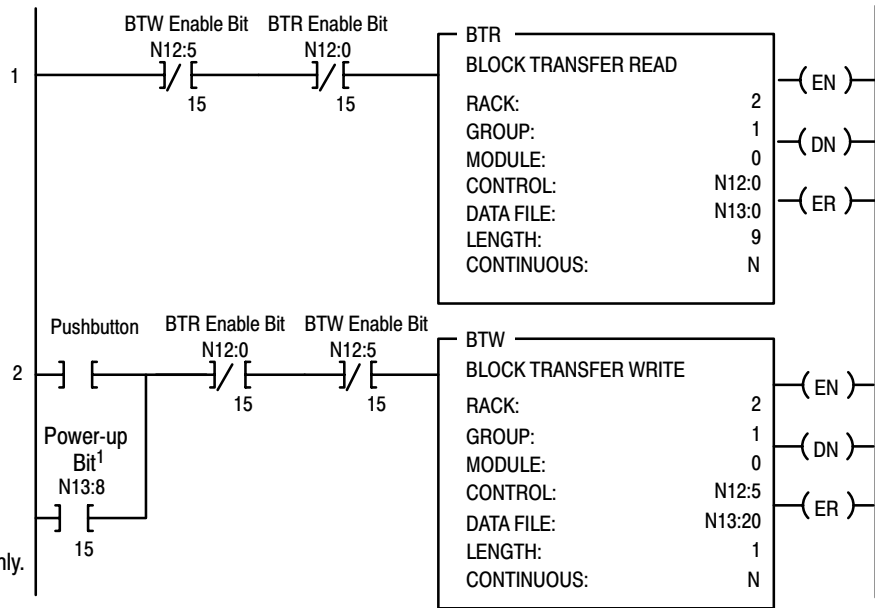 BTW Enable Bit BTR Enable Bit
N12:5 N12:0
15 15
1
BTR
BLOCK TRANSFER READ
RACK: 2
GROUP: 1
MODULE: 0
CONTROL: N12:0
DATA FILE: N13:0
LENGTH: 9
CONTINUOUS: N
EN
DN
ER
Pushbutton BTR Enable Bit BTW Enable Bit
N12:0 N12:5
15 15
2
Power-up
Bit1
N13:8
15
nly.
BTW
BLOCK TRANSFER WRITE
RACK: 2
GROUP: 1
MODULE: 0
CONTROL: N12:5
DATA FILE: N13:20
LENGTH: 1
CONTINUOUS: N
EN
DN
ER